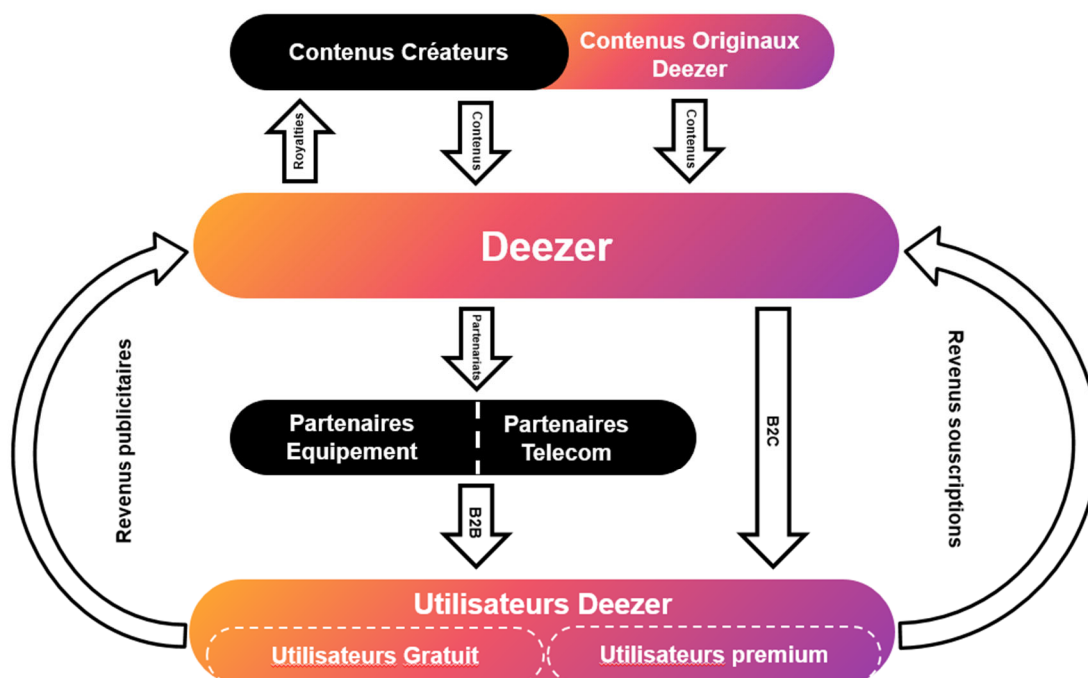 Contenus Créateurs
Contenus Originaux
Deezer
Royalties
Contenus
Contenus
Deezer
Partenariats
Revenus publicitaires
Partenaires
Equipement
Partenaires
Telecom
B2C
Revenus souscriptions
B2B
Utilisateurs Deezer
Utilisateurs Gratuit
Utilisateurs premium